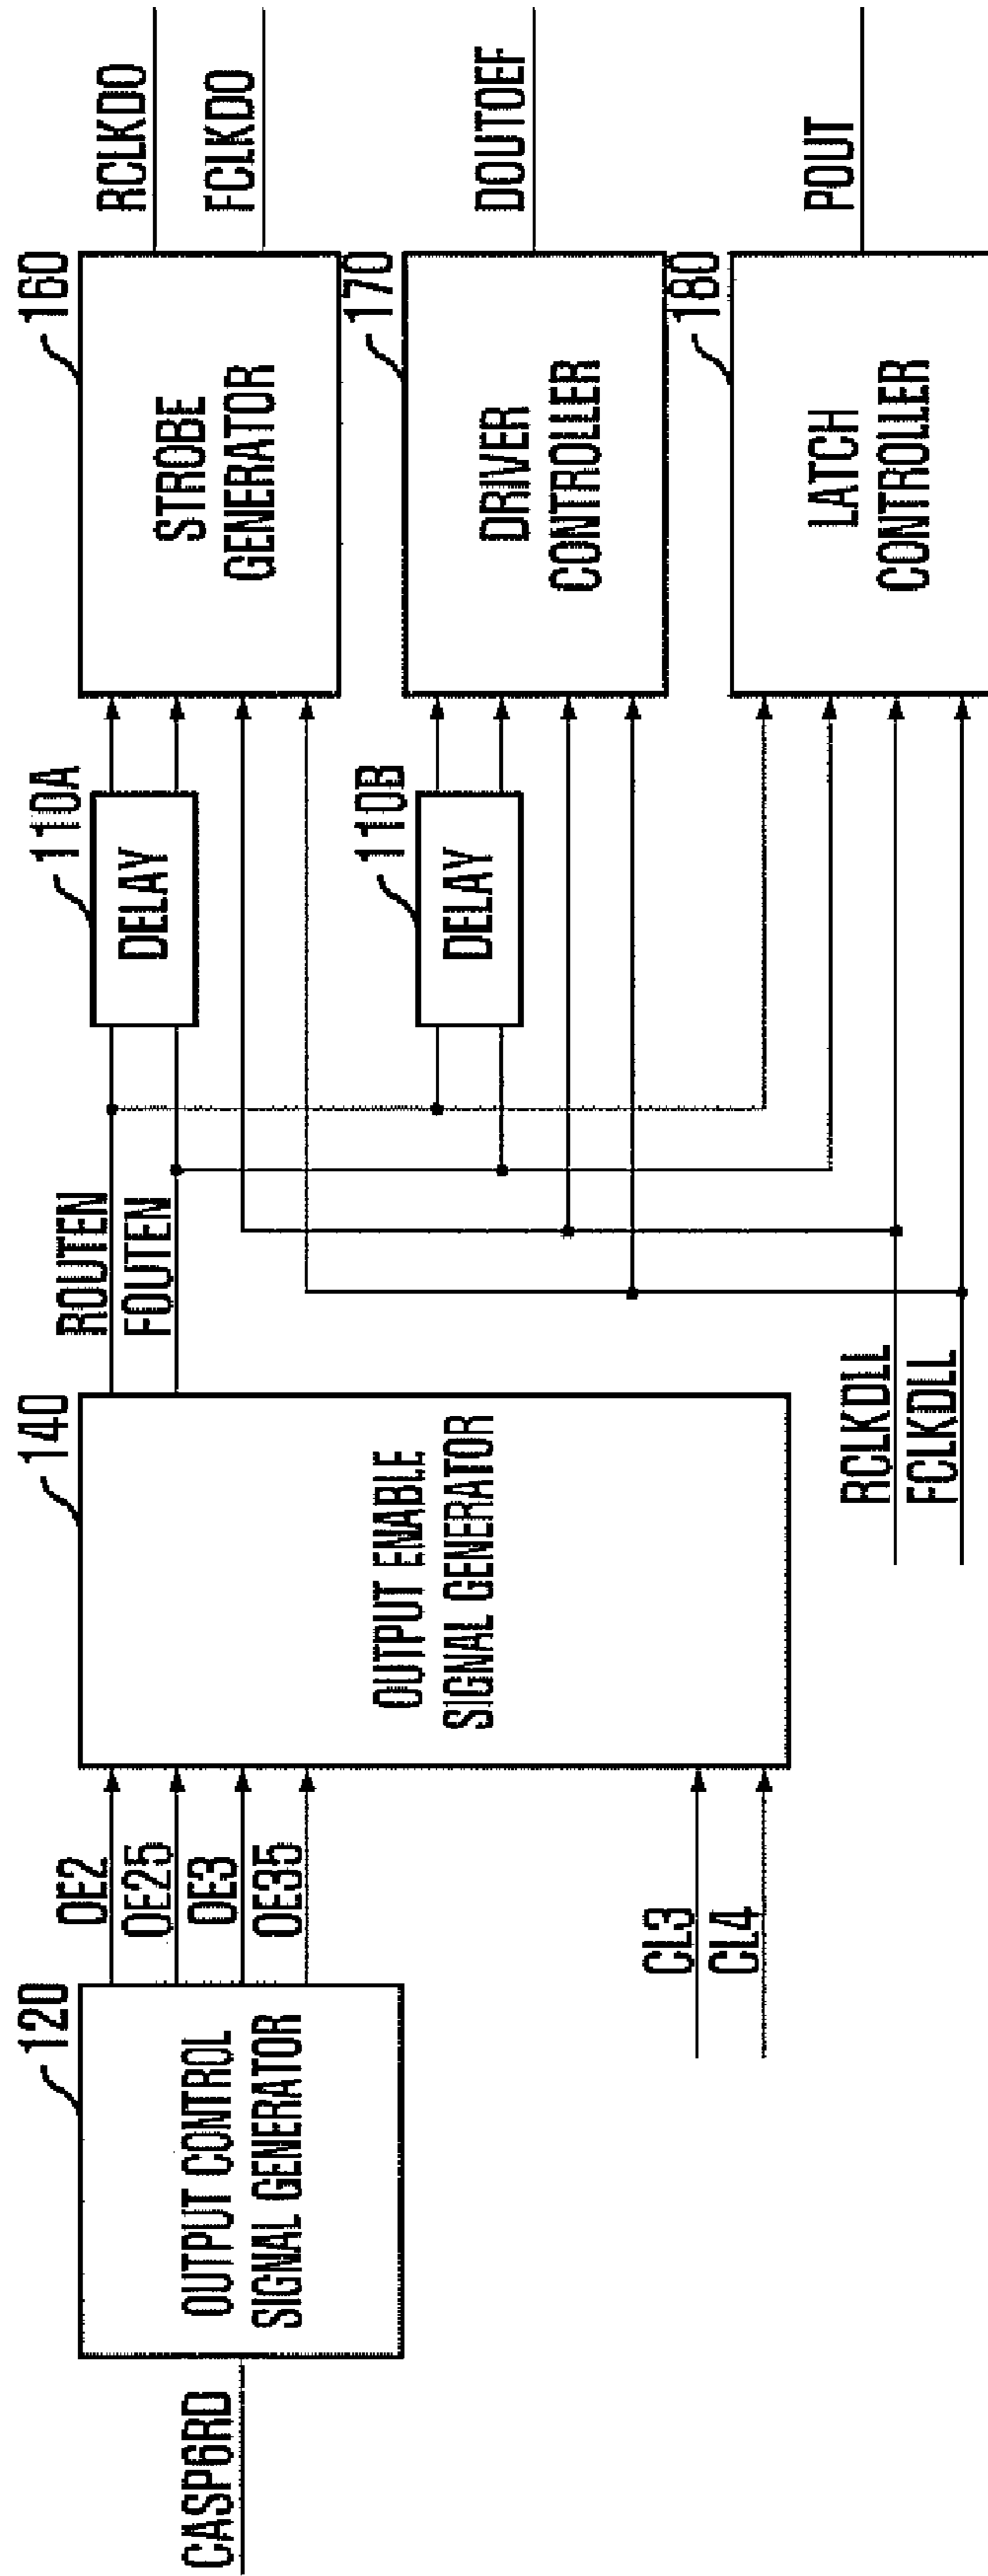 CASP6RD
120
OUTPUT CONTROL
SIGNAL GENERATOR
OE2
OE25
OE3
OE35
CL3
CL4
140
OUTPUT ENABLE
SIGNAL GENERATOR
ROUTEN
FOUTEN
RCLKDLL
FCLKDLL
110A
DELAY
110B
DELAY
160
STROBE
GENERATOR
170
DRIVER
CONTROLLER
180
LATCH
CONTROLLER
RCLKDO
FCLKDO
DOUTOEF
POUT